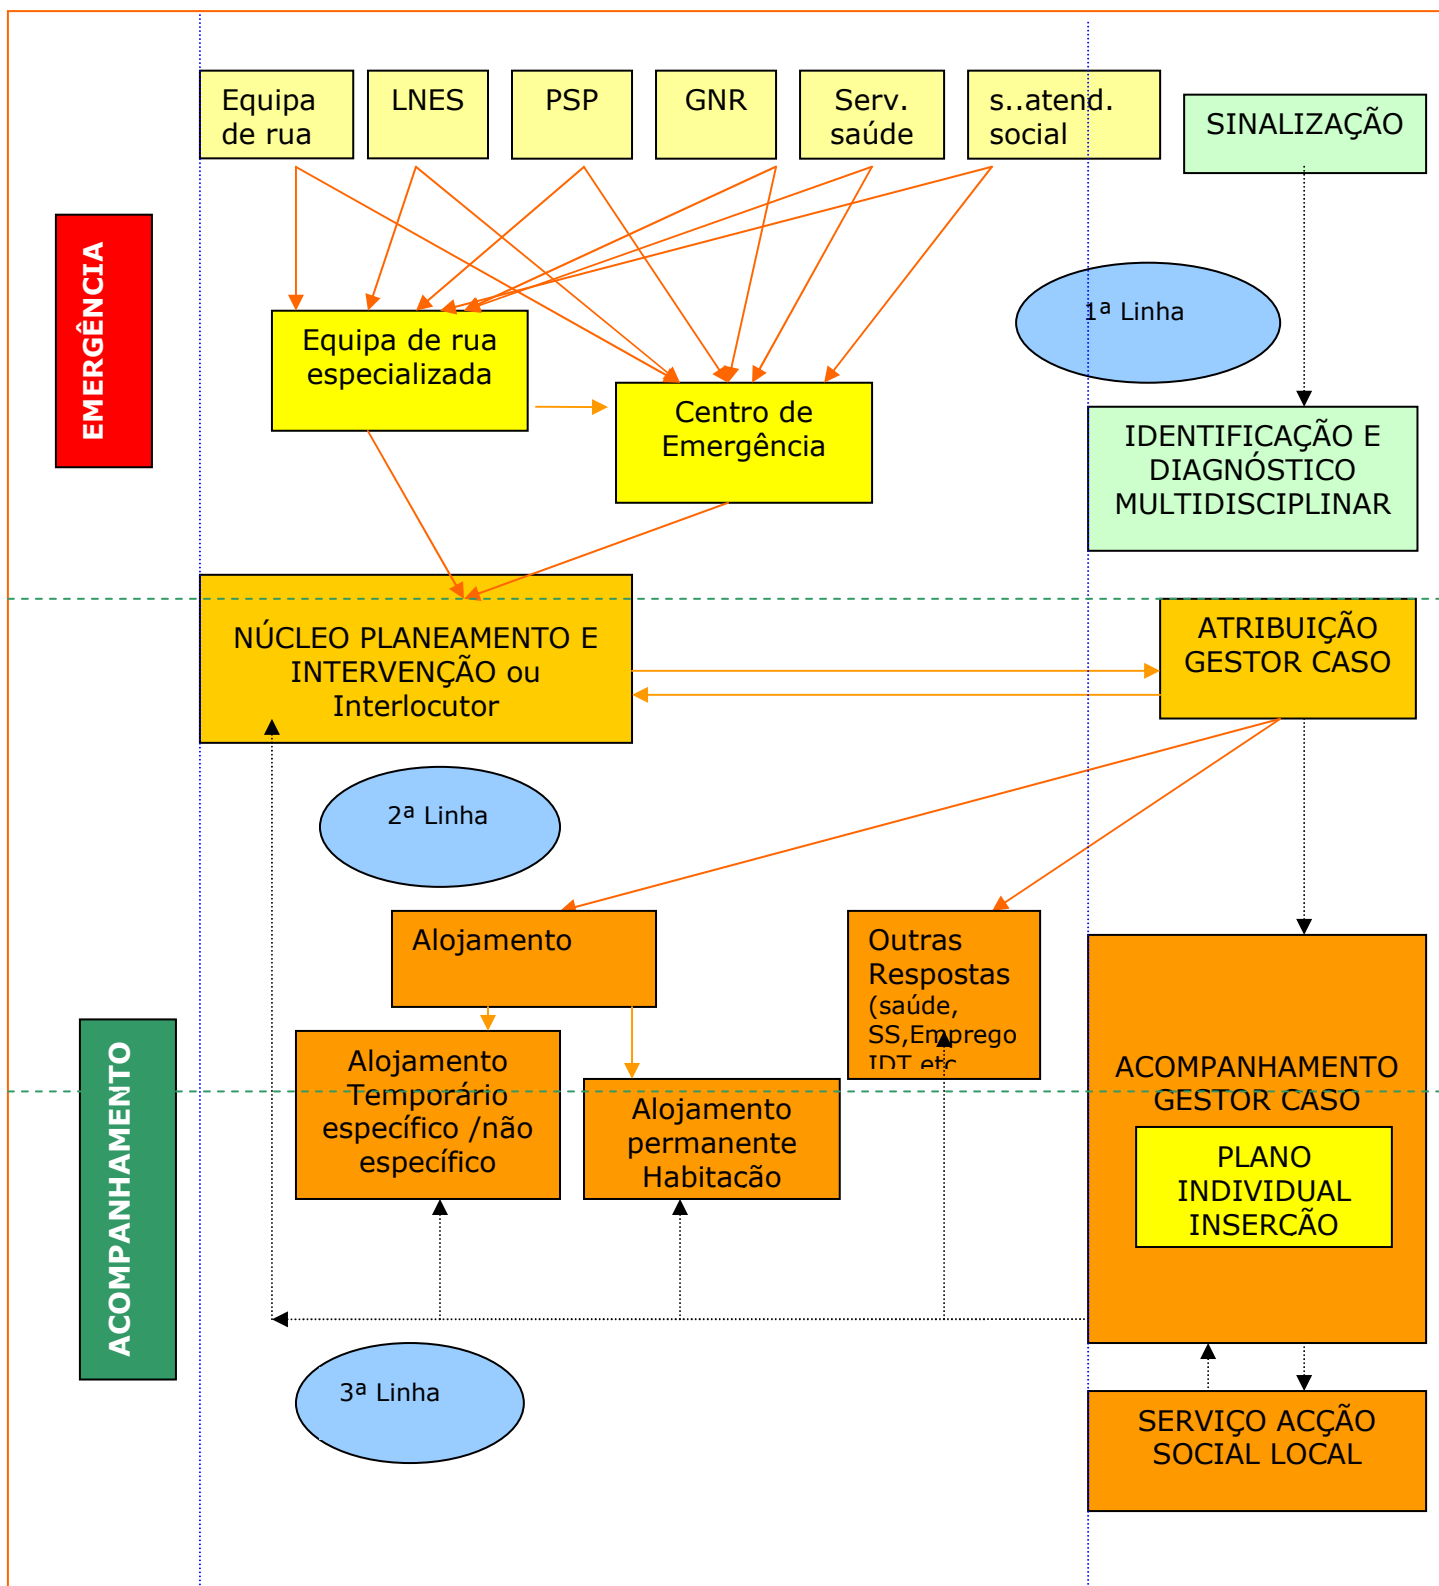 Equipa
de rua
LNES
PSP
GNR
Serv.
saúde
s..atend.
social
SINALIZAÇÃO
EMERGÊNCIA
1ª Linha
Equipa de rua
especializada
Centro de
Emergência
IDENTIFICAÇÃO E
DIAGNÓSTICO
MULTIDISCIPLINAR
NÚCLEO PLANEAMENTO E
INTERVENÇÃO ou
Interlocutor
ATRIBUIÇÃO
GESTOR CASO
2ª Linha
Alojamento
Outras
Respostas
(saúde,
SS,Emprego
IDT etc
Alojamento
Temporário
específico /não
específico
Alojamento
permanente
Habitacão
ACOMPANHAMENTO
GESTOR CASO
PLANO
INDIVIDUAL
INSERCÃO
ACOMPANHAMENTO
3ª Linha
SERVIÇO ACÇÃO
SOCIAL LOCAL